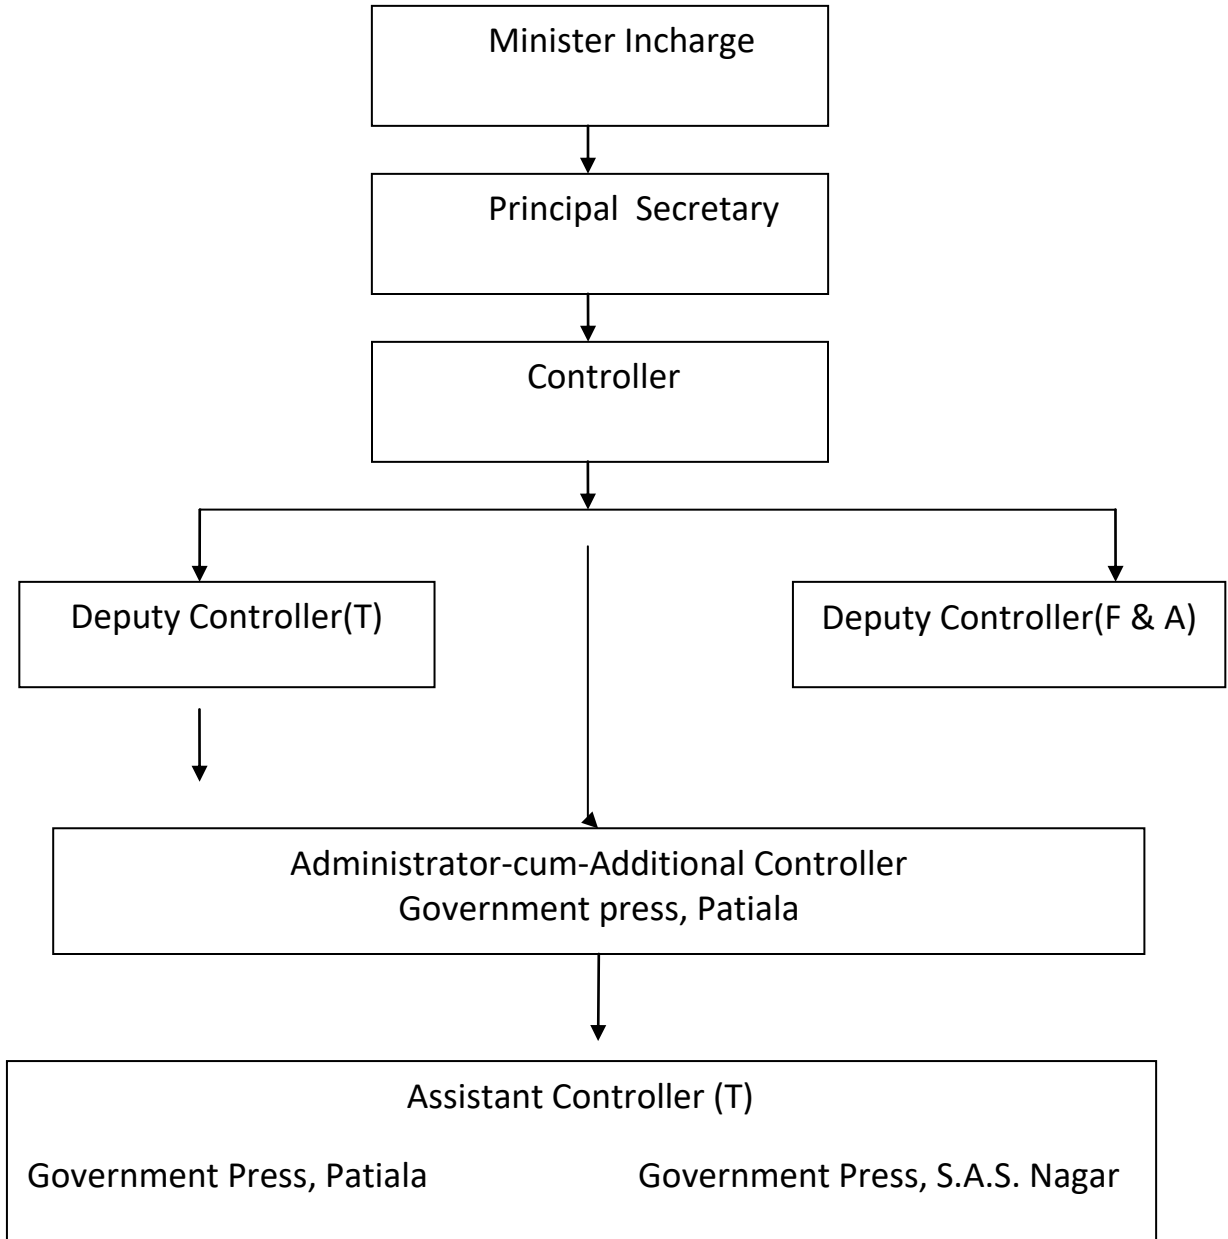 Minister Incharge
Principal Secretary
Controller
Deputy Controller(T)
Deputy Controller(F & A)
Administrator-cum-Additional Controller
Government press, Patiala
Assistant Controller (T)
Government Press, Patiala
Government Press, S.A.S. Nagar